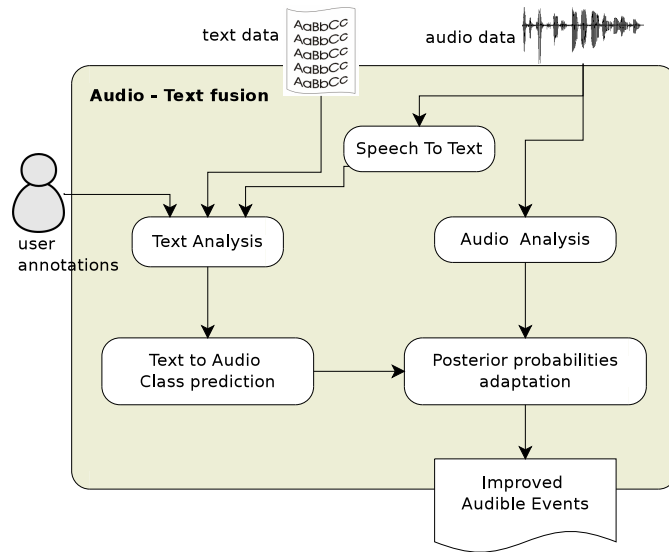 text data
AaBbCc
AaBbCc
AaBbCc
AaBbCc
AaBbCc
audio data
Audio - Text fusion
Speech To Text
user
annotations
Text Analysis
Audio Analysis
Text to Audio
Class prediction
Posterior probabilities
adaptation
Improved
Audible Events